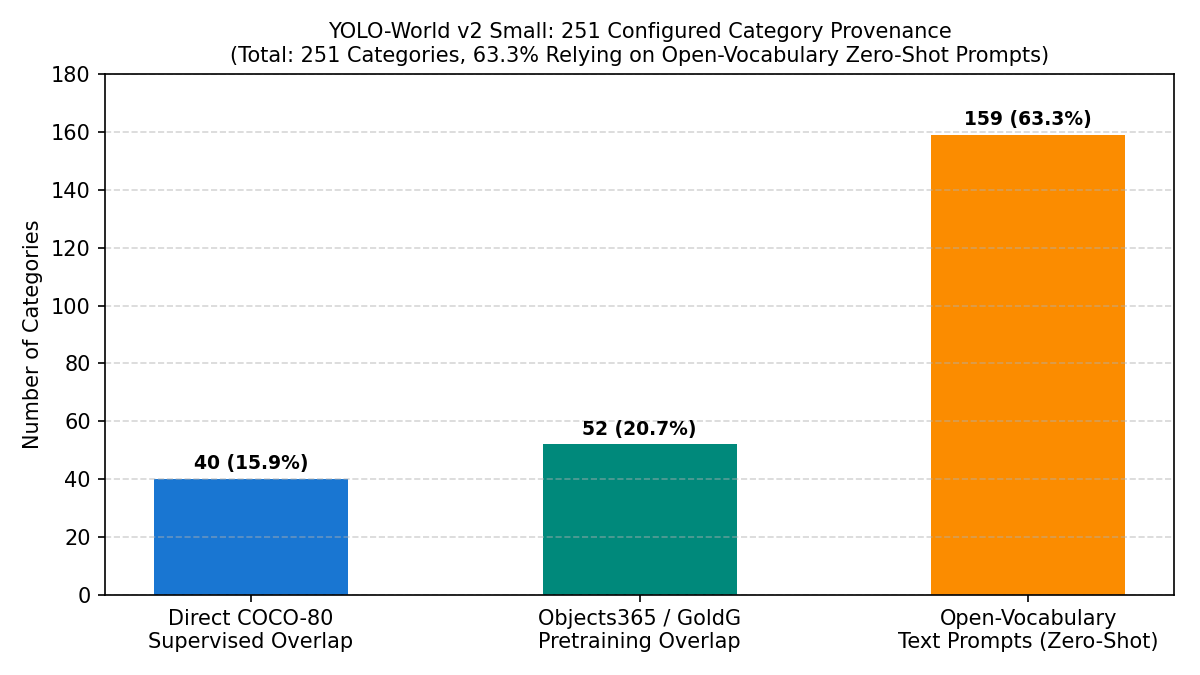 YOLO-World v2 Small: 251 Configured Category Provenance
(Total: 251 Categories, 63.3% Relying on Open-Vocabulary Zero-Shot Prompts)
Number of Categories
180
160
140
120
100
80
60
40
20
0
40 (15.9%)
52 (20.7%)
159 (63.3%)
Direct COCO-80
Supervised Overlap
Objects365 / GoldG
Pretraining Overlap
Open-Vocabulary
Text Prompts (Zero-Shot)